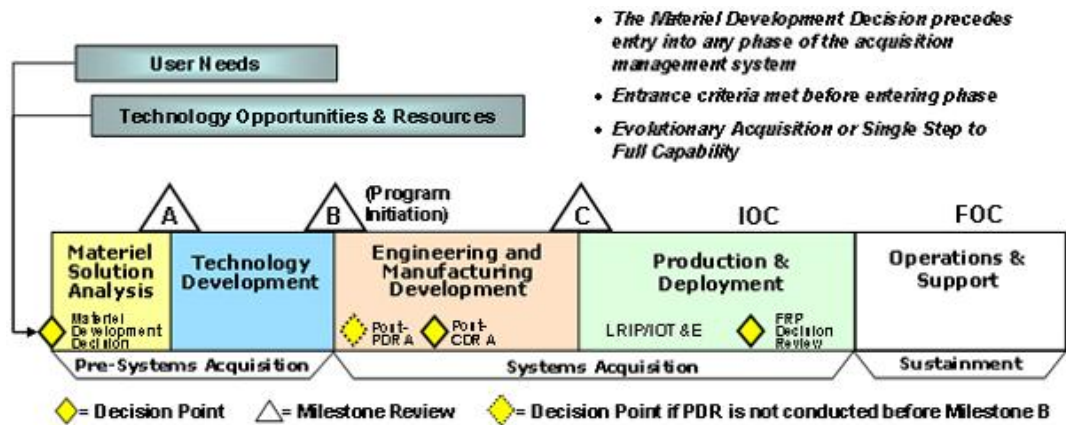 • The Materiel Development Decision precedes
entry into any phase of the acquisition
management system
• Entrance criteria met before entering phase
• Evolutionary Acquisition or Single Step to
Full Capability
User Needs
Technology Opportunities & Resources
A
B
(Program
Initiation)
C
IOC
FOC
Materiel
Solution
Analysis
Materiel
Development
Decision
Technology
Development
Engineering and
Manufacturing
Development
Post-
PDR A
Post-
CDR A
Production &
Deployment
LRIP/IOT &E
FRP
Decision
Review
Operations &
Support
Pre-Systems Acquisition
Systems Acquisition
Sustainment
= Decision Point
= Milestone Review
= Decision Point if PDR is not conducted before Milestone B